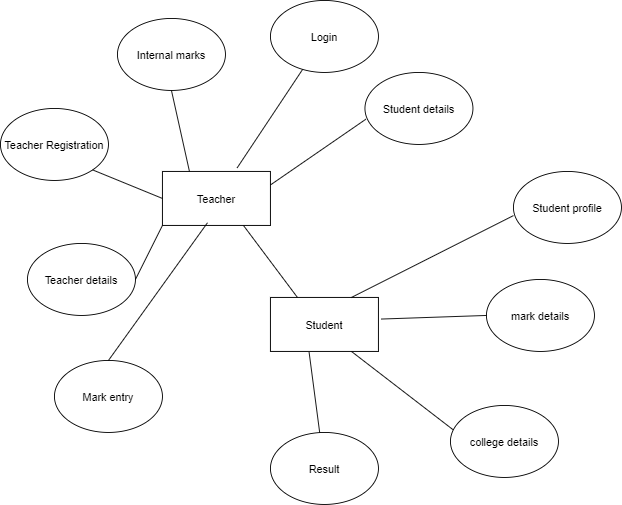 Login
Internal marks
Student details
Teacher Registration
Teacher
Student profile
Teacher details
mark details
Student
Mark entry
college details
Result